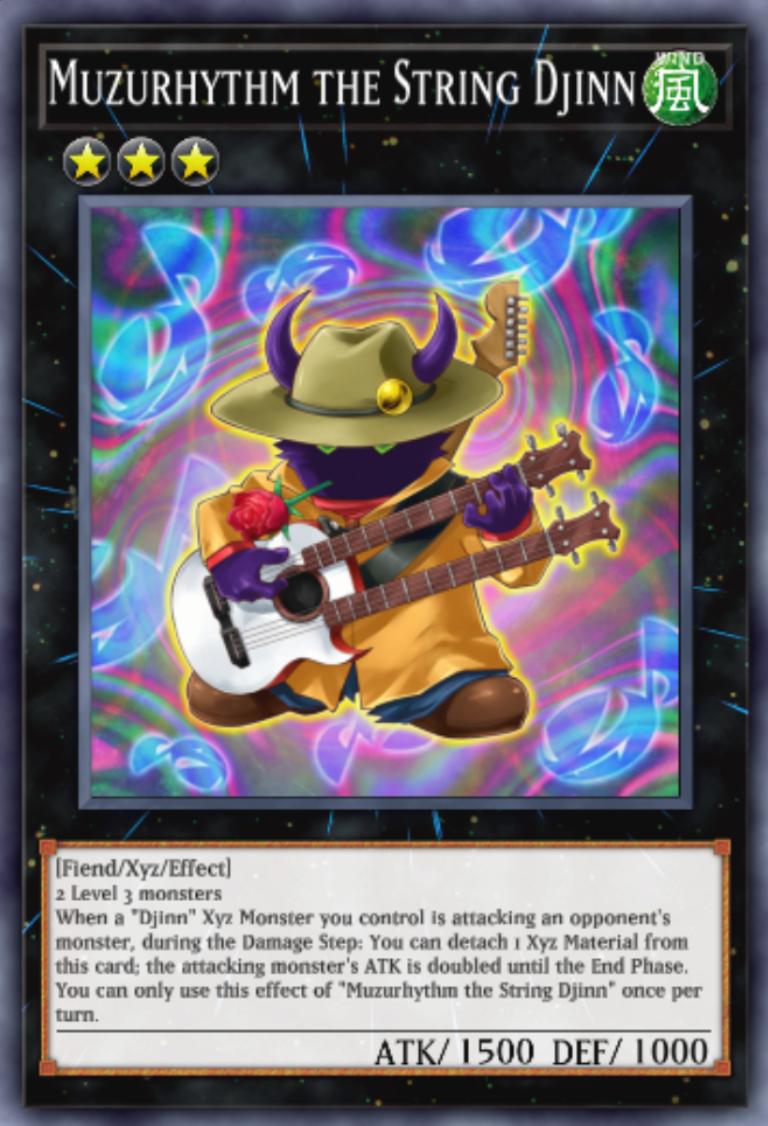 MUZURHYTHM THE STRING DJINN
WIND
風
[Fiend/Xyz/Effect]
2 Level 3 monsters
When a "Djinn" Xyz Monster you control is attacking an opponent's
monster, during the Damage Step: You can detach 1 Xyz Material from
this card; the attacking monster's ATK is doubled until the End Phase.
You can only use this effect of "Muzurhythm the String Djinn" once per
turn.
ATK/ 1500 DEF/ 1000